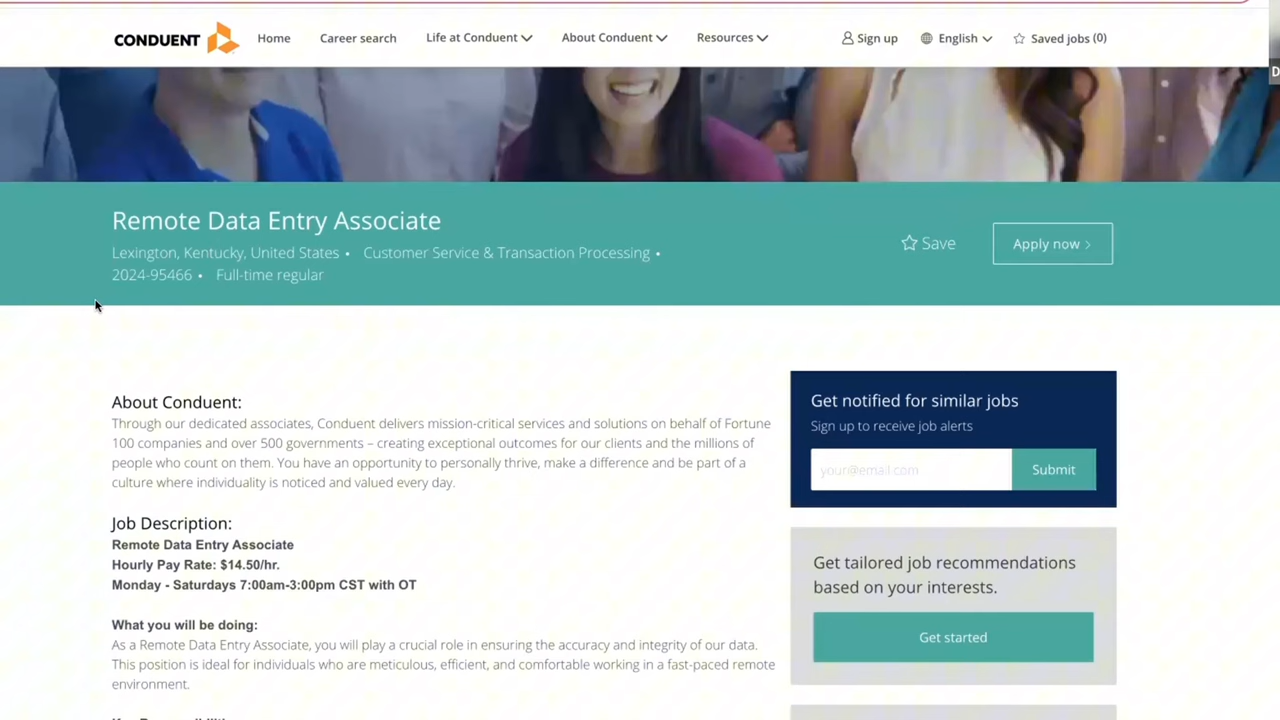 CONDUENT
Home
Career search
Life at Conduent
About Conduent
Resources
Sign up
English
Saved jobs (0)
D
Remote Data Entry Associate
Lexington, Kentucky, United States • Customer Service & Transaction Processing •
2024-95466 • Full-time regular
Save
Apply now
About Conduent:
Through our dedicated associates, Conduent delivers mission-critical services and solutions on behalf of Fortune
100 companies and over 500 governments – creating exceptional outcomes for our clients and the millions of
people who count on them. You have an opportunity to personally thrive, make a difference and be part of a
culture where individuality is noticed and valued every day.
Job Description:
Remote Data Entry Associate
Hourly Pay Rate: $14.50/hr.
Monday - Saturdays 7:00am-3:00pm CST with OT
What you will be doing:
As a Remote Data Entry Associate, you will play a crucial role in ensuring the accuracy and integrity of our data.
This position is ideal for individuals who are meticulous, efficient, and comfortable working in a fast-paced remote
environment.
Get notified for similar jobs
Sign up to receive job alerts
your@email.com
Submit
Get tailored job recommendations
based on your interests.
Get started